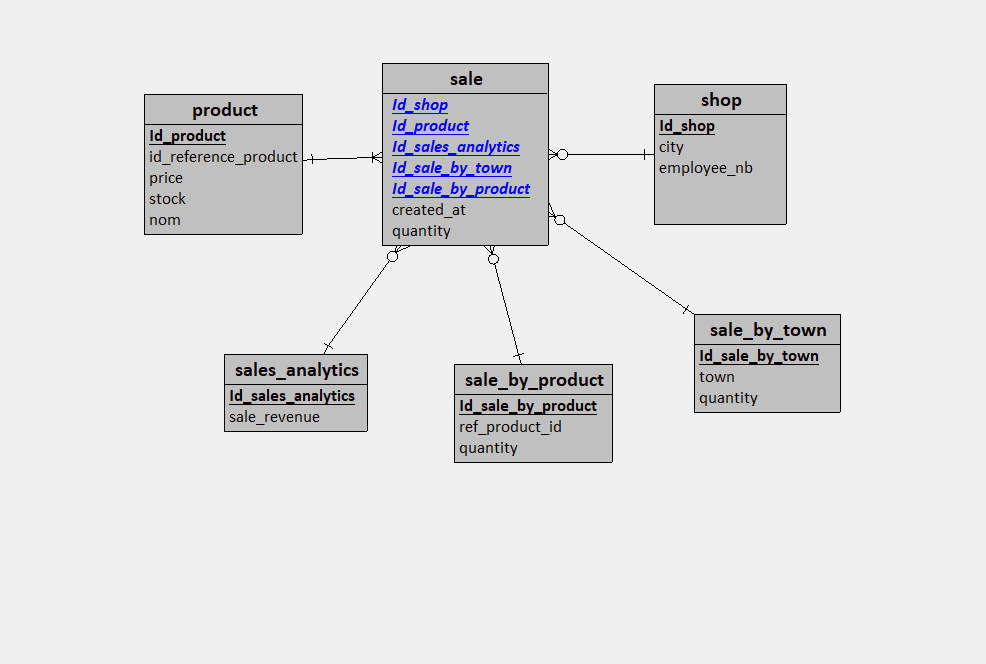 product
Id_product
id_reference_product
price
stock
nom
sale
Id_shop
Id_product
Id_sales_analytics
Id_sale_by_town
Id_sale_by_product
created_at
quantity
shop
Id_shop
city
employee_nb
sales_analytics
Id_sales_analytics
sale_revenue
sale_by_product
Id_sale_by_product
ref_product_id
quantity
sale_by_town
Id_sale_by_town
town
quantity